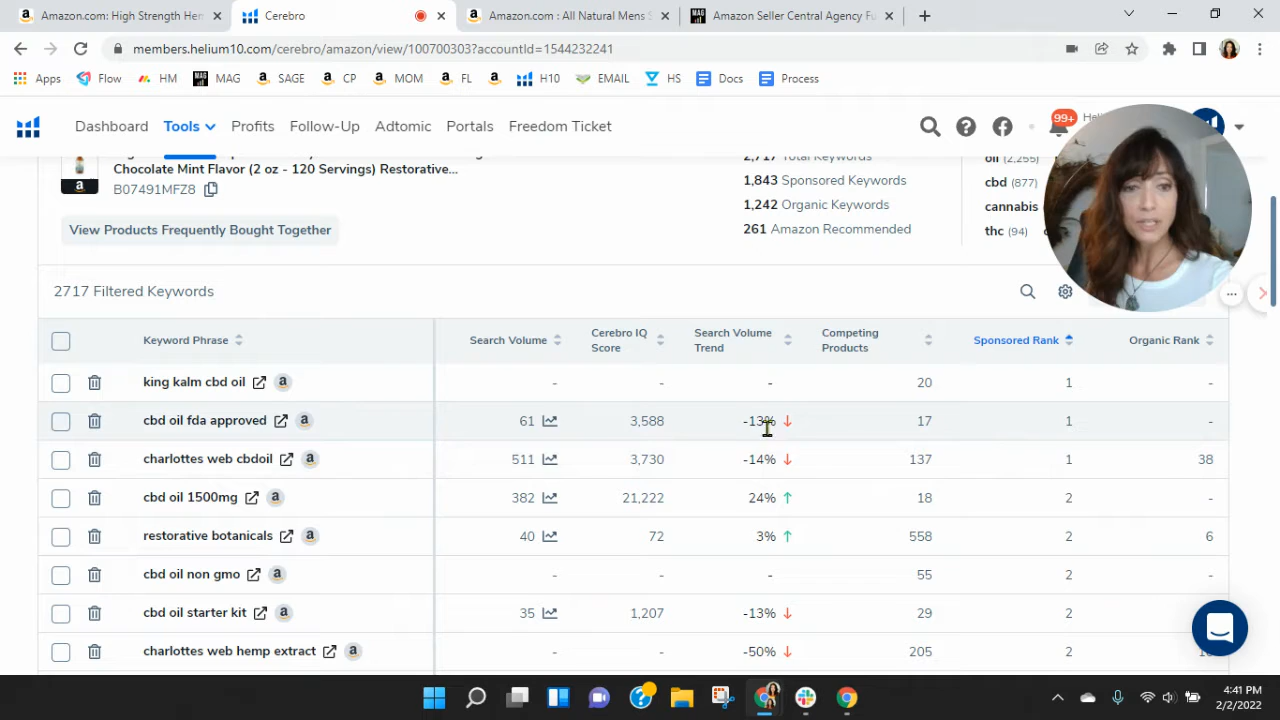 Amazon.com: High Strength Hem
Cerebro
Amazon.com : All Natural Mens S
Amazon Seller Central Agency Fu
members.helium10.com/cerebro/amazon/view/100700303?accountId=1544232241
Apps
Flow
HM
MAG
SAGE
CP
MOM
FL
H10
EMAIL
HS
Docs
Process
Dashboard
Tools
Profits
Follow-Up
Adtomic
Portals
Freedom Ticket
99+
Chocolate Mint Flavor (2 oz - 120 Servings) Restorative...
B07491MFZ8
View Products Frequently Bought Together
2,717 Total Keywords
1,843 Sponsored Keywords
1,242 Organic Keywords
261 Amazon Recommended
oil (2,255)
cbd (877)
cannabis
thc (94)
2717 Filtered Keywords
Keyword Phrase
Search Volume
Cerebro IQ
Score
Search Volume
Trend
Competing
Products
Sponsored Rank
Organic Rank
king kalm cbd oil - - - 20 1 -
cbd oil fda approved 61 3,588 -13% 17 1 -
charlottes web cbdoil 511 3,730 -14% 137 1 38
cbd oil 1500mg 382 21,222 24% 18 2 -
restorative botanicals 40 72 3% 558 2 6
cbd oil non gmo - - - 55 2 -
cbd oil starter kit 35 1,207 -13% 29 2
charlottes web hemp extract - - -50% 205 2
4:41 PM
2/2/2022